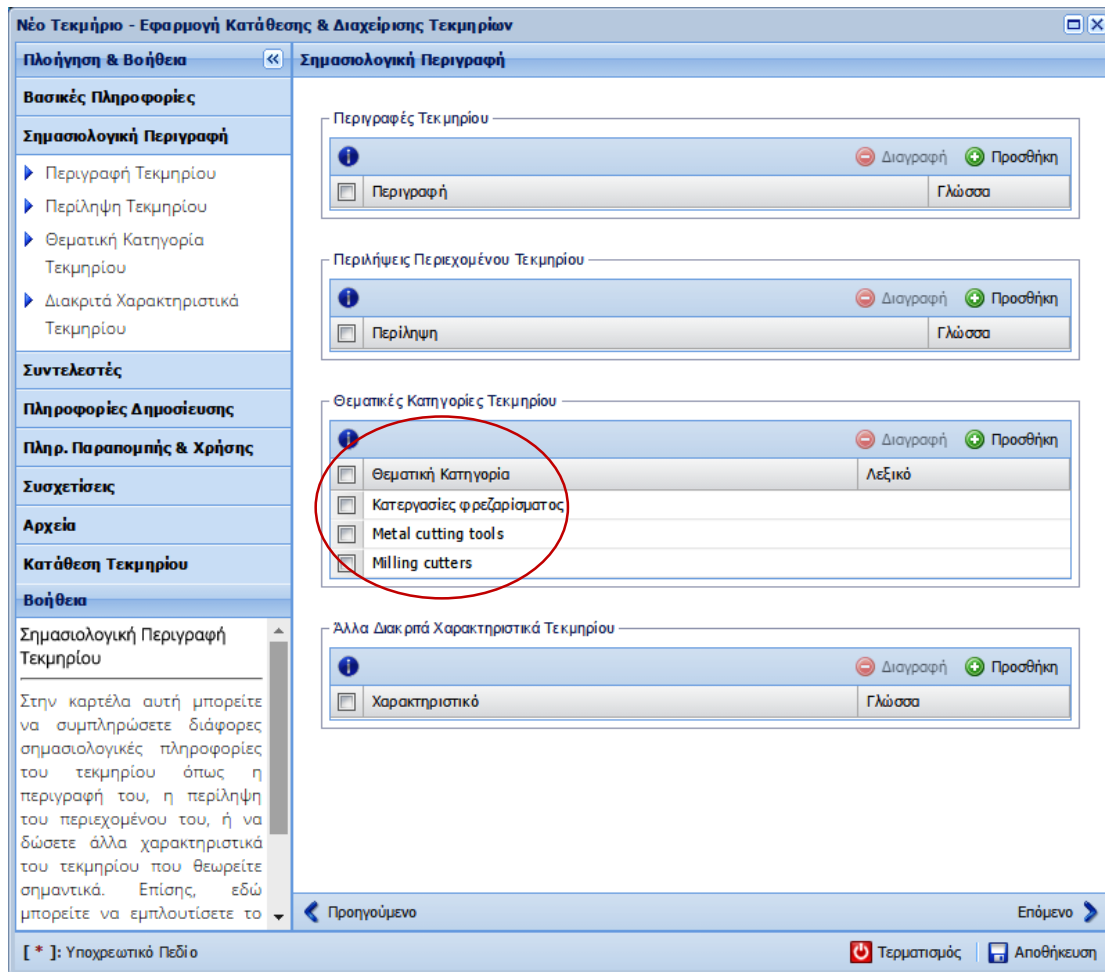 Νέο Τεκμήριο - Εφαρμογή Κατάθεσης & Διαχείρισης Τεκμηρίων
Πλοήγηση & Βοήθεια
Βασικές Πληροφορίες
Σημασιολογική Περιγραφή
Περιγραφή Τεκμηρίου
Περίληψη Τεκμηρίου
Θεματική Κατηγορία
Τεκμηρίου
Διακριτά Χαρακτηριστικά
Τεκμηρίου
Συντελεστές
Πληροφορίες Δημοσίευσης
Πληρ. Παραπομπής & Χρήσης
Συσχετίσεις
Αρχεία
Κατάθεση Τεκμηρίου
Βοήθεια
Σημασιολογική Περιγραφή
Τεκμηρίου
Στην καρτέλα αυτή μπορείτε
να συμπληρώσετε διάφορες
σημασιολογικές πληροφορίες
του τεκμηρίου όπως η
περιγραφή του, η περίληψη
του περιεχομένου του, ή να
δώσετε άλλα χαρακτηριστικά
του τεκμηρίου που θεωρείτε
σημαντικά. Επίσης, εδώ
μπορείτε να εμπλουτίσετε το
Σημασιολογική Περιγραφή
Περιγραφές Τεκμηρίου
Διαγραφή Προσθήκη
Περιγραφή Γλώσσα
Περιλήψεις Περιεχομένου Τεκμηρίου
Διαγραφή Προσθήκη
Περίληψη Γλώσσα
Θεματικές Κατηγορίες Τεκμηρίου
Διαγραφή Προσθήκη
Θεματική Κατηγορία Λεξικό
Κατεργασίες φρεζαρίσματος
Metal cutting tools
Milling cutters
Άλλα Διακριτά Χαρακτηριστικά Τεκμηρίου
Διαγραφή Προσθήκη
Χαρακτηριστικό Γλώσσα
Προηγούμενο Επόμενο
[ * ]: Υποχρεωτικό Πεδίο Τερματισμός Αποθήκευση